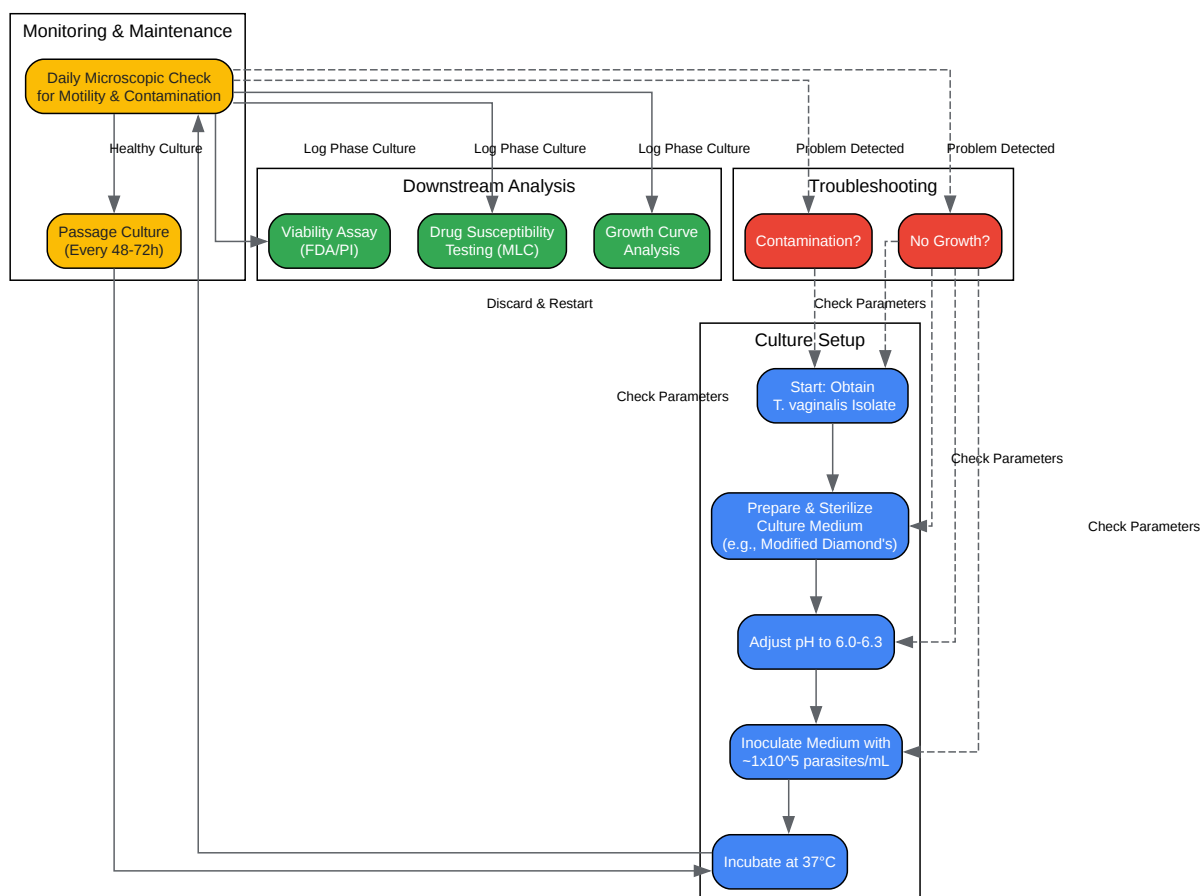 Monitoring & Maintenance
Daily Microscopic Check
for Motility & Contamination
Healthy Culture
Log Phase Culture
Log Phase Culture
Log Phase Culture
Problem Detected
Problem Detected
Downstream Analysis
Troubleshooting
Passage Culture
(Every 48-72h)
Viability Assay
(FDA/PI)
Drug Susceptibility
Testing (MLC)
Growth Curve
Analysis
Contamination?
No Growth?
Discard & Restart
Check Parameters
Culture Setup
Start: Obtain
T. vaginalis Isolate
Check Parameters
Check Parameters
Prepare & Sterilize
Culture Medium
(e.g., Modified Diamond's)
Check Parameters
Adjust pH to 6.0-6.3
Inoculate Medium with
~1x10^5 parasites/mL
Incubate at 37°C